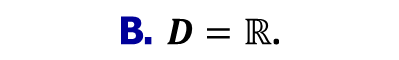 B. D = ℝ.